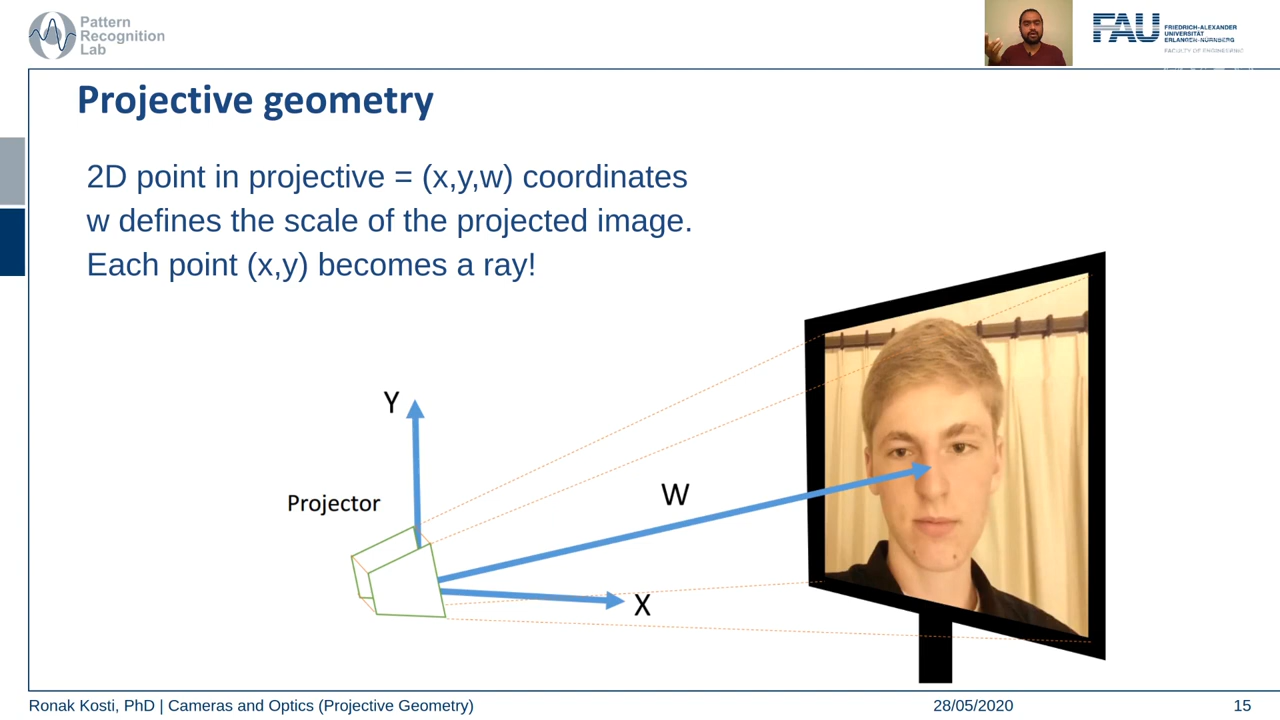 Pattern
Recognition
Lab
FAU
FRIEDRICH-ALEXANDER
UNIVERSITÄT
ERLANGEN-NÜRNBERG
FACULTY OF ENGINEERING
Projective geometry
2D point in projective = (x,y,w) coordinates
w defines the scale of the projected image.
Each point (x,y) becomes a ray!
Y
Projector
W
X
Ronak Kosti, PhD | Cameras and Optics (Projective Geometry)
28/05/2020
15